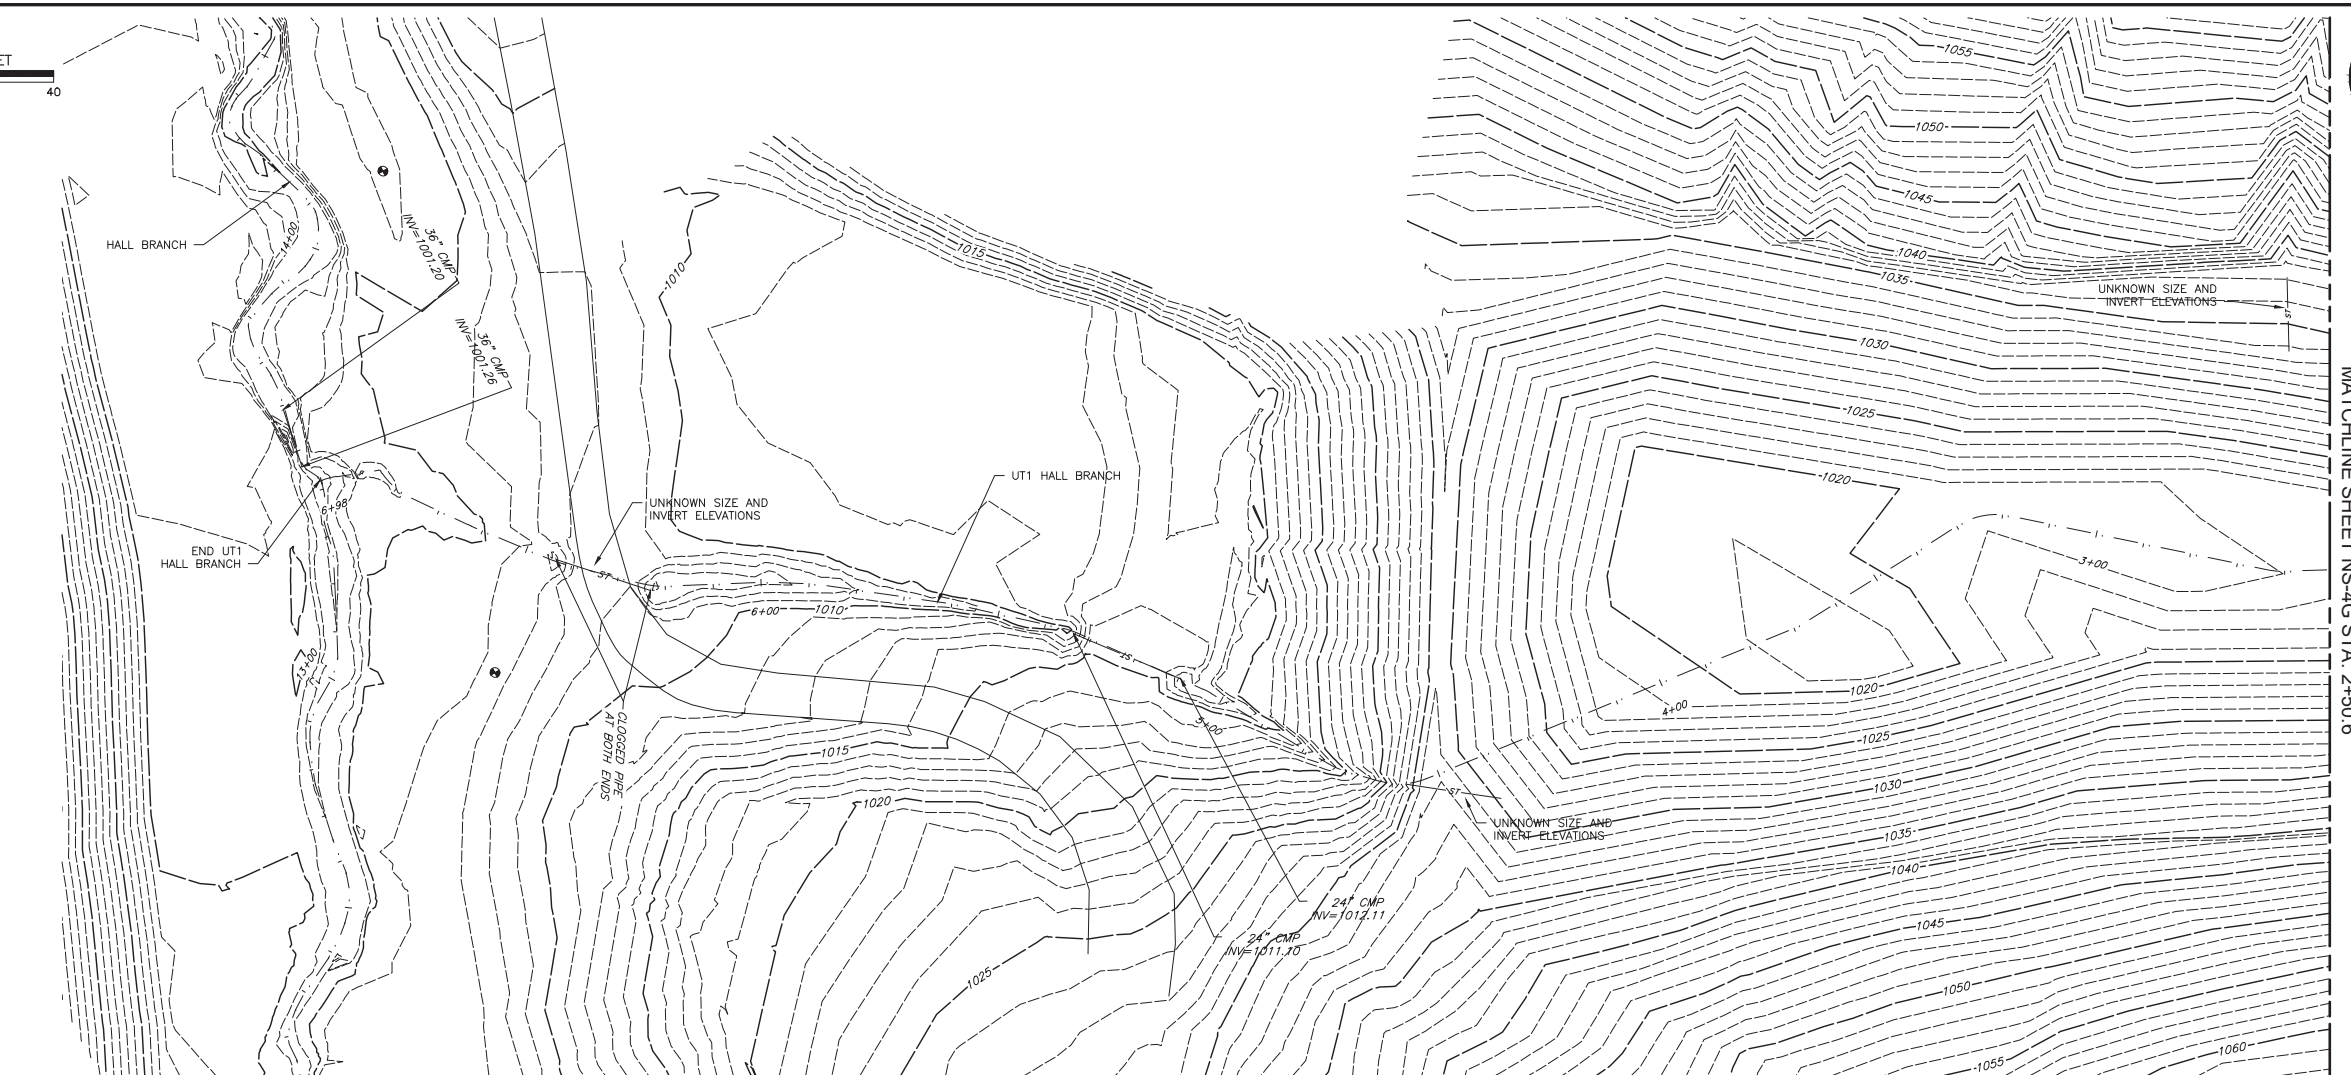 ET
40
HALL BRANCH
14+00
36" CMP
INV=1001.20
36" CMP
INV=1001.26
6+98
END UT1
HALL BRANCH
13+00
UNKNOWN SIZE AND
INVERT ELEVATIONS
ST
CLOGGED PIPE
AT BOTH ENDS
1010
1015
UT1 HALL BRANCH
6+00
1010
1015
1020
1025
ST
5+00
24" CMP
INV=1012.11
24" CMP
INV=1011.10
ST
UNKNOWN SIZE AND
INVERT ELEVATIONS
1055
1050
1045
1040
1035
1030
1025
1020
UNKNOWN SIZE AND
INVERT ELEVATIONS
ST
3+00
4+00
1020
1025
1030
1035
1040
1045
1050
1055
1060
MATCHLINE SHEET NS-4G STA. 2+50.6